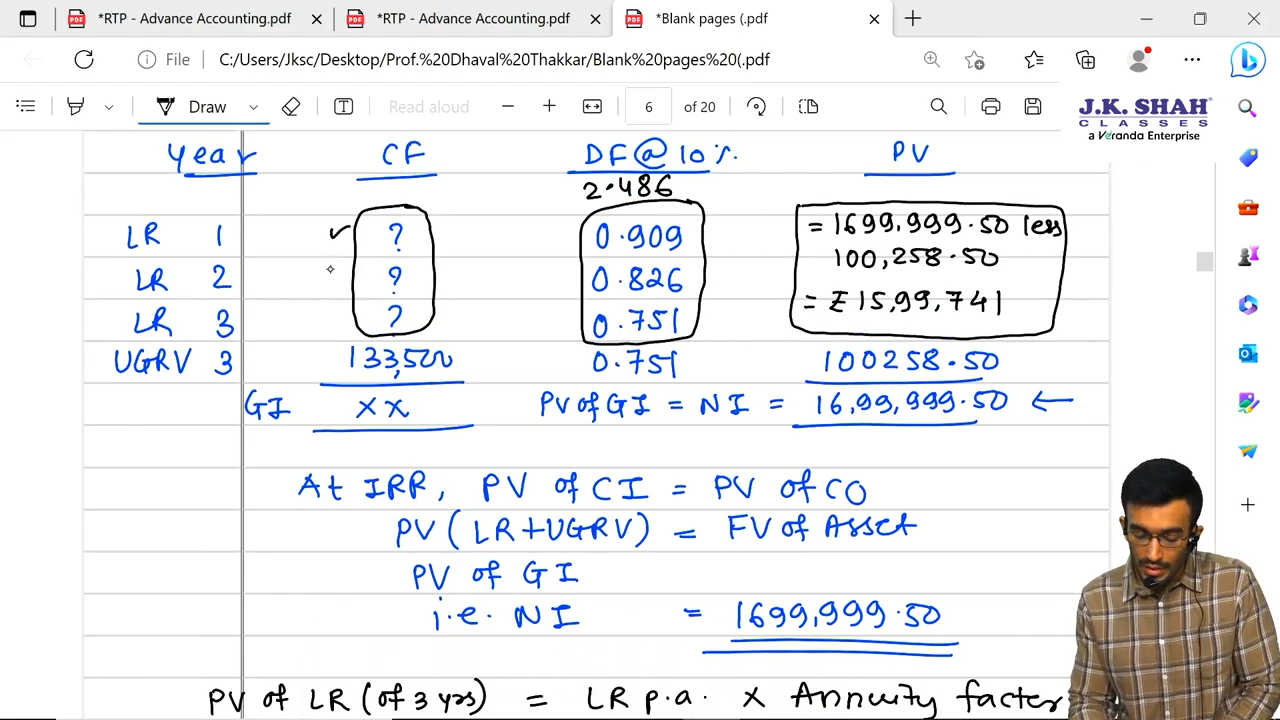 *RTP - Advance Accounting.pdf
*RTP - Advance Accounting.pdf
*Blank pages (.pdf
File
C:/Users/Jksc/Desktop/Prof.%20Dhaval%20Thakkar/Blank%20pages%20(.pdf
Draw
Read aloud
6 of 20
J.K. SHAH®
CLASSES
a Veranda Enterprise
Year CF DF@10% PV
2.486
LR 1 ? 0.909 = 1699,999.50 less
LR 2 ? 0.826 100,258.50
LR 3 ? 0.751 = ₹15,99,741
UGRV 3 133,500 0.751 100258.50
GI XX PV of GI = NI = 16,99,999.50 ←
At IRR, PV of CI = PV of CO
PV (LR+UGRV) = FV of Asset
PV of GI
i.e. NI = 1699,999.50
PV of LR (of 3 yrs) = LR p.a. x Annuity factor